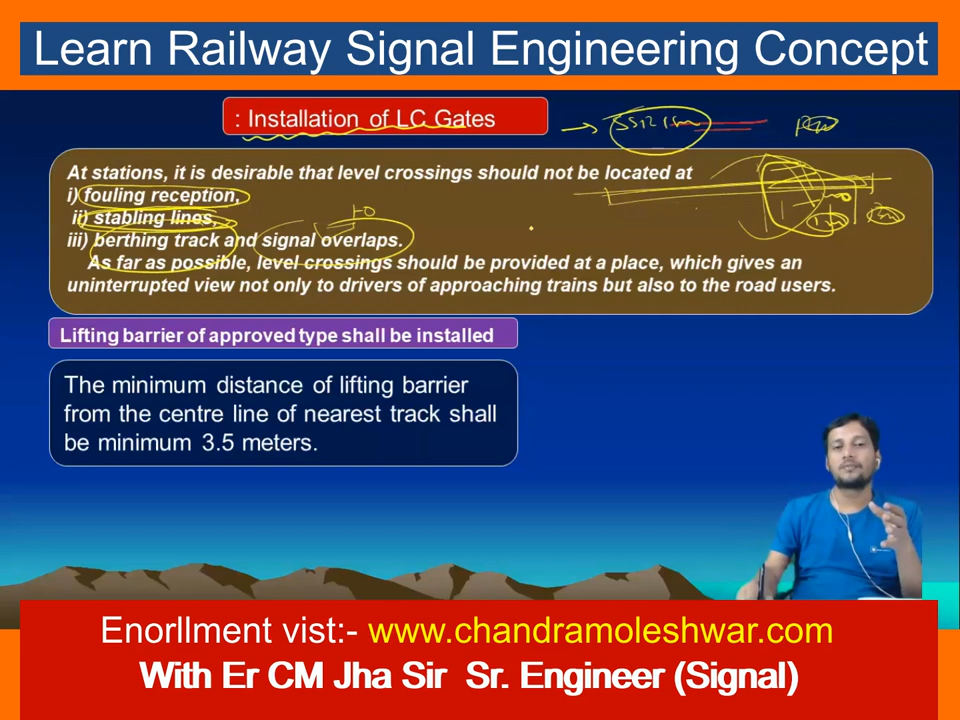 Learn Railway Signal Engineering Concept
: Installation of LC Gates
At stations, it is desirable that level crossings should not be located at
i) fouling reception,
ii) stabling lines,
iii) berthing track and signal overlaps.
As far as possible, level crossings should be provided at a place, which gives an
uninterrupted view not only to drivers of approaching trains but also to the road users.
Lifting barrier of approved type shall be installed
The minimum distance of lifting barrier
from the centre line of nearest track shall
be minimum 3.5 meters.
Enorllment vist:- www.chandramoleshwar.com
With Er CM Jha Sir Sr. Engineer (Signal)